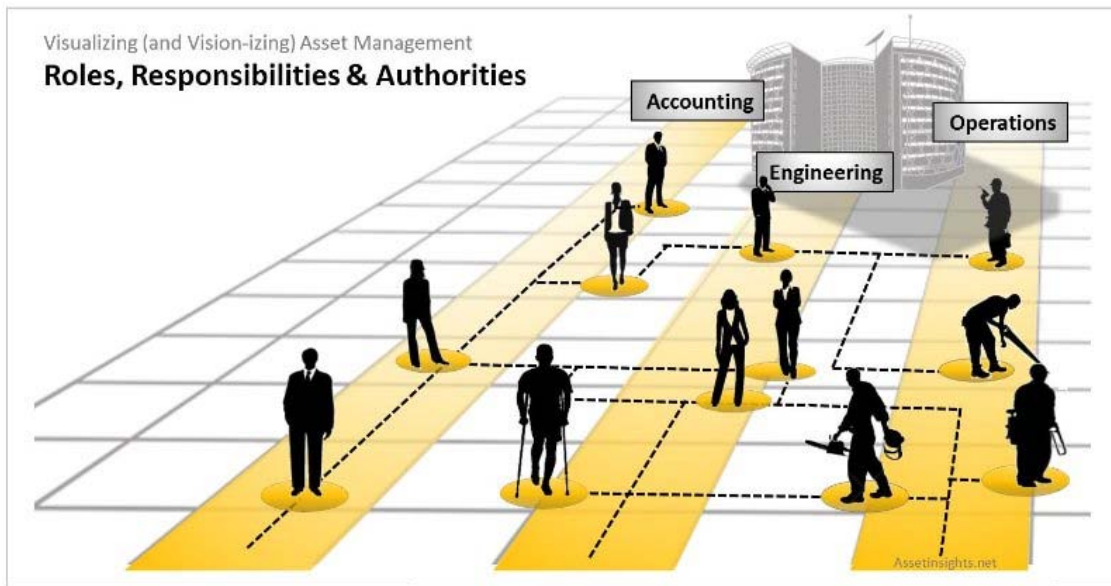 Visualizing (and Vision-izing) Asset Management
Roles, Responsibilities & Authorities
Accounting
Operations
Engineering
Assetinsights.net